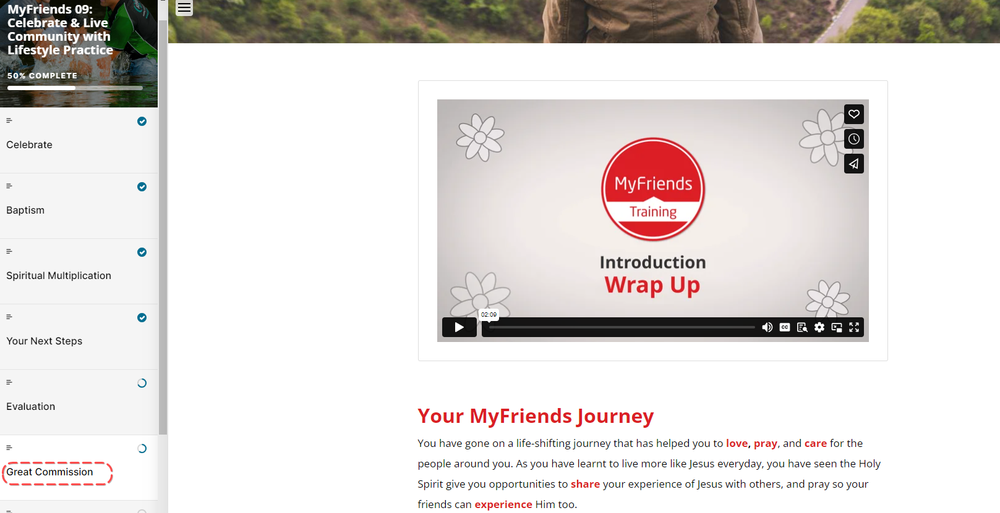 MyFriends 09:
Celebrate & Live
Community with
Lifestyle Practice
50% COMPLETE
Celebrate
Baptism
Spiritual Multiplication
Your Next Steps
Evaluation
Great Commission
MyFriends
Training
Introduction
Wrap Up
02:09
CC
Your MyFriends Journey
You have gone on a life-shifting journey that has helped you to love, pray, and care for the
people around you. As you have learnt to live more like Jesus everyday, you have seen the Holy
Spirit give you opportunities to share your experience of Jesus with others, and pray so your
friends can experience Him too.